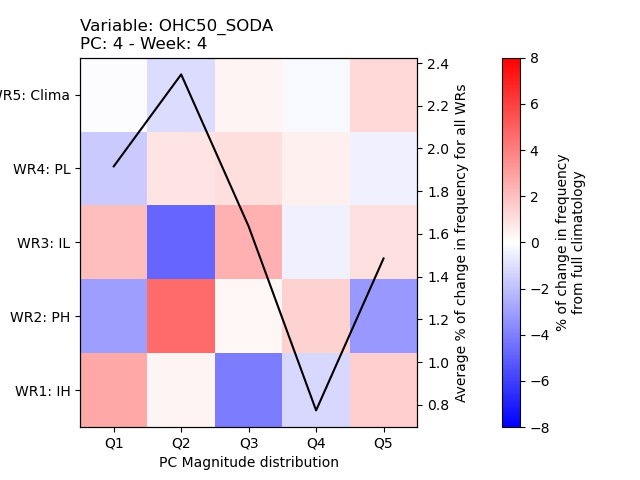 Variable: OHC50_SODA
PC: 4 - Week: 4
WR5: Clima
WR4: PL
WR3: IL
WR2: PH
WR1: IH
Q1 Q2 Q3 Q4 Q5
PC Magnitude distribution
2.4
2.2
2.0
1.8
1.6
1.4
1.2
1.0
0.8
Average % of change in frequency for all WRs
8
6
4
2
0
−2
−4
−6
−8
% of change in frequency
from full climatology